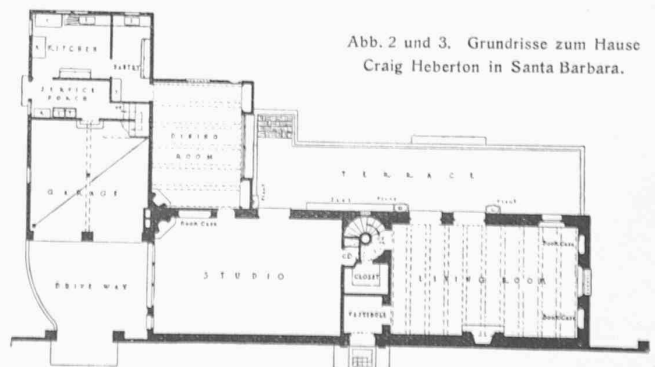 Abb. 2 und 3. Grundrisse zum Hause
Craig Heberton in Santa Barbara.
KITCHEN
PANTRY
SERVICE
PORCH
DINING
ROOM
TERRACE
GARAGE
Book Case
STUDIO
CLOSET
LIVING ROOM
Book Case
Book Case
VESTIBULE
DRIVE WAY